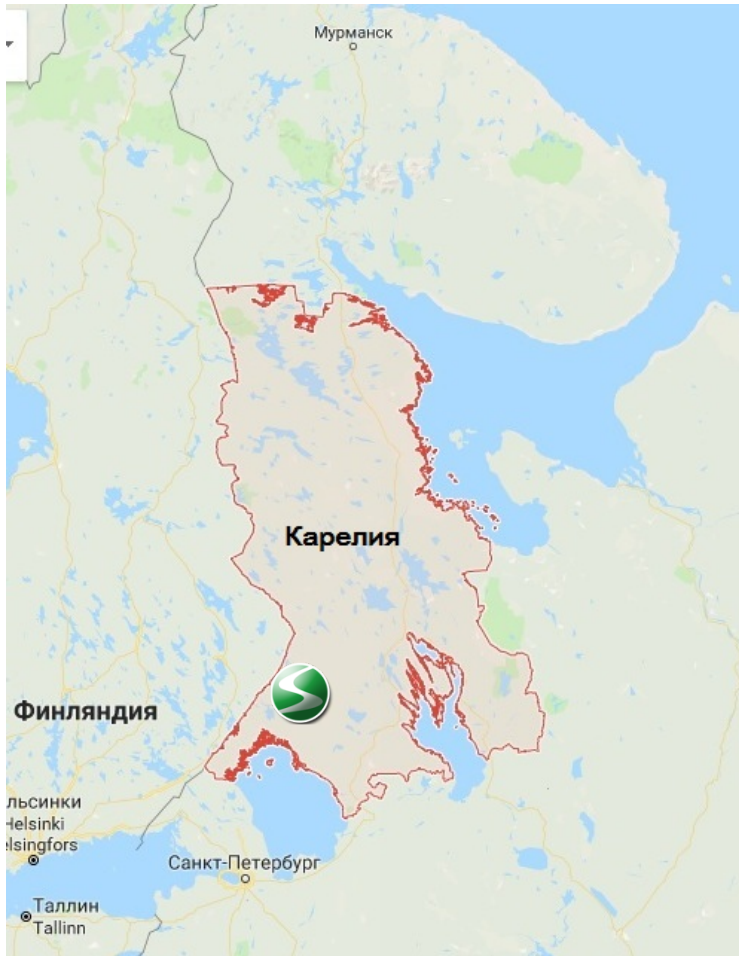 Мурманск
Карелия
Финляндия
льсинки
Helsinki
elsingfors
Санкт-Петербург
Таллин
Tallinn